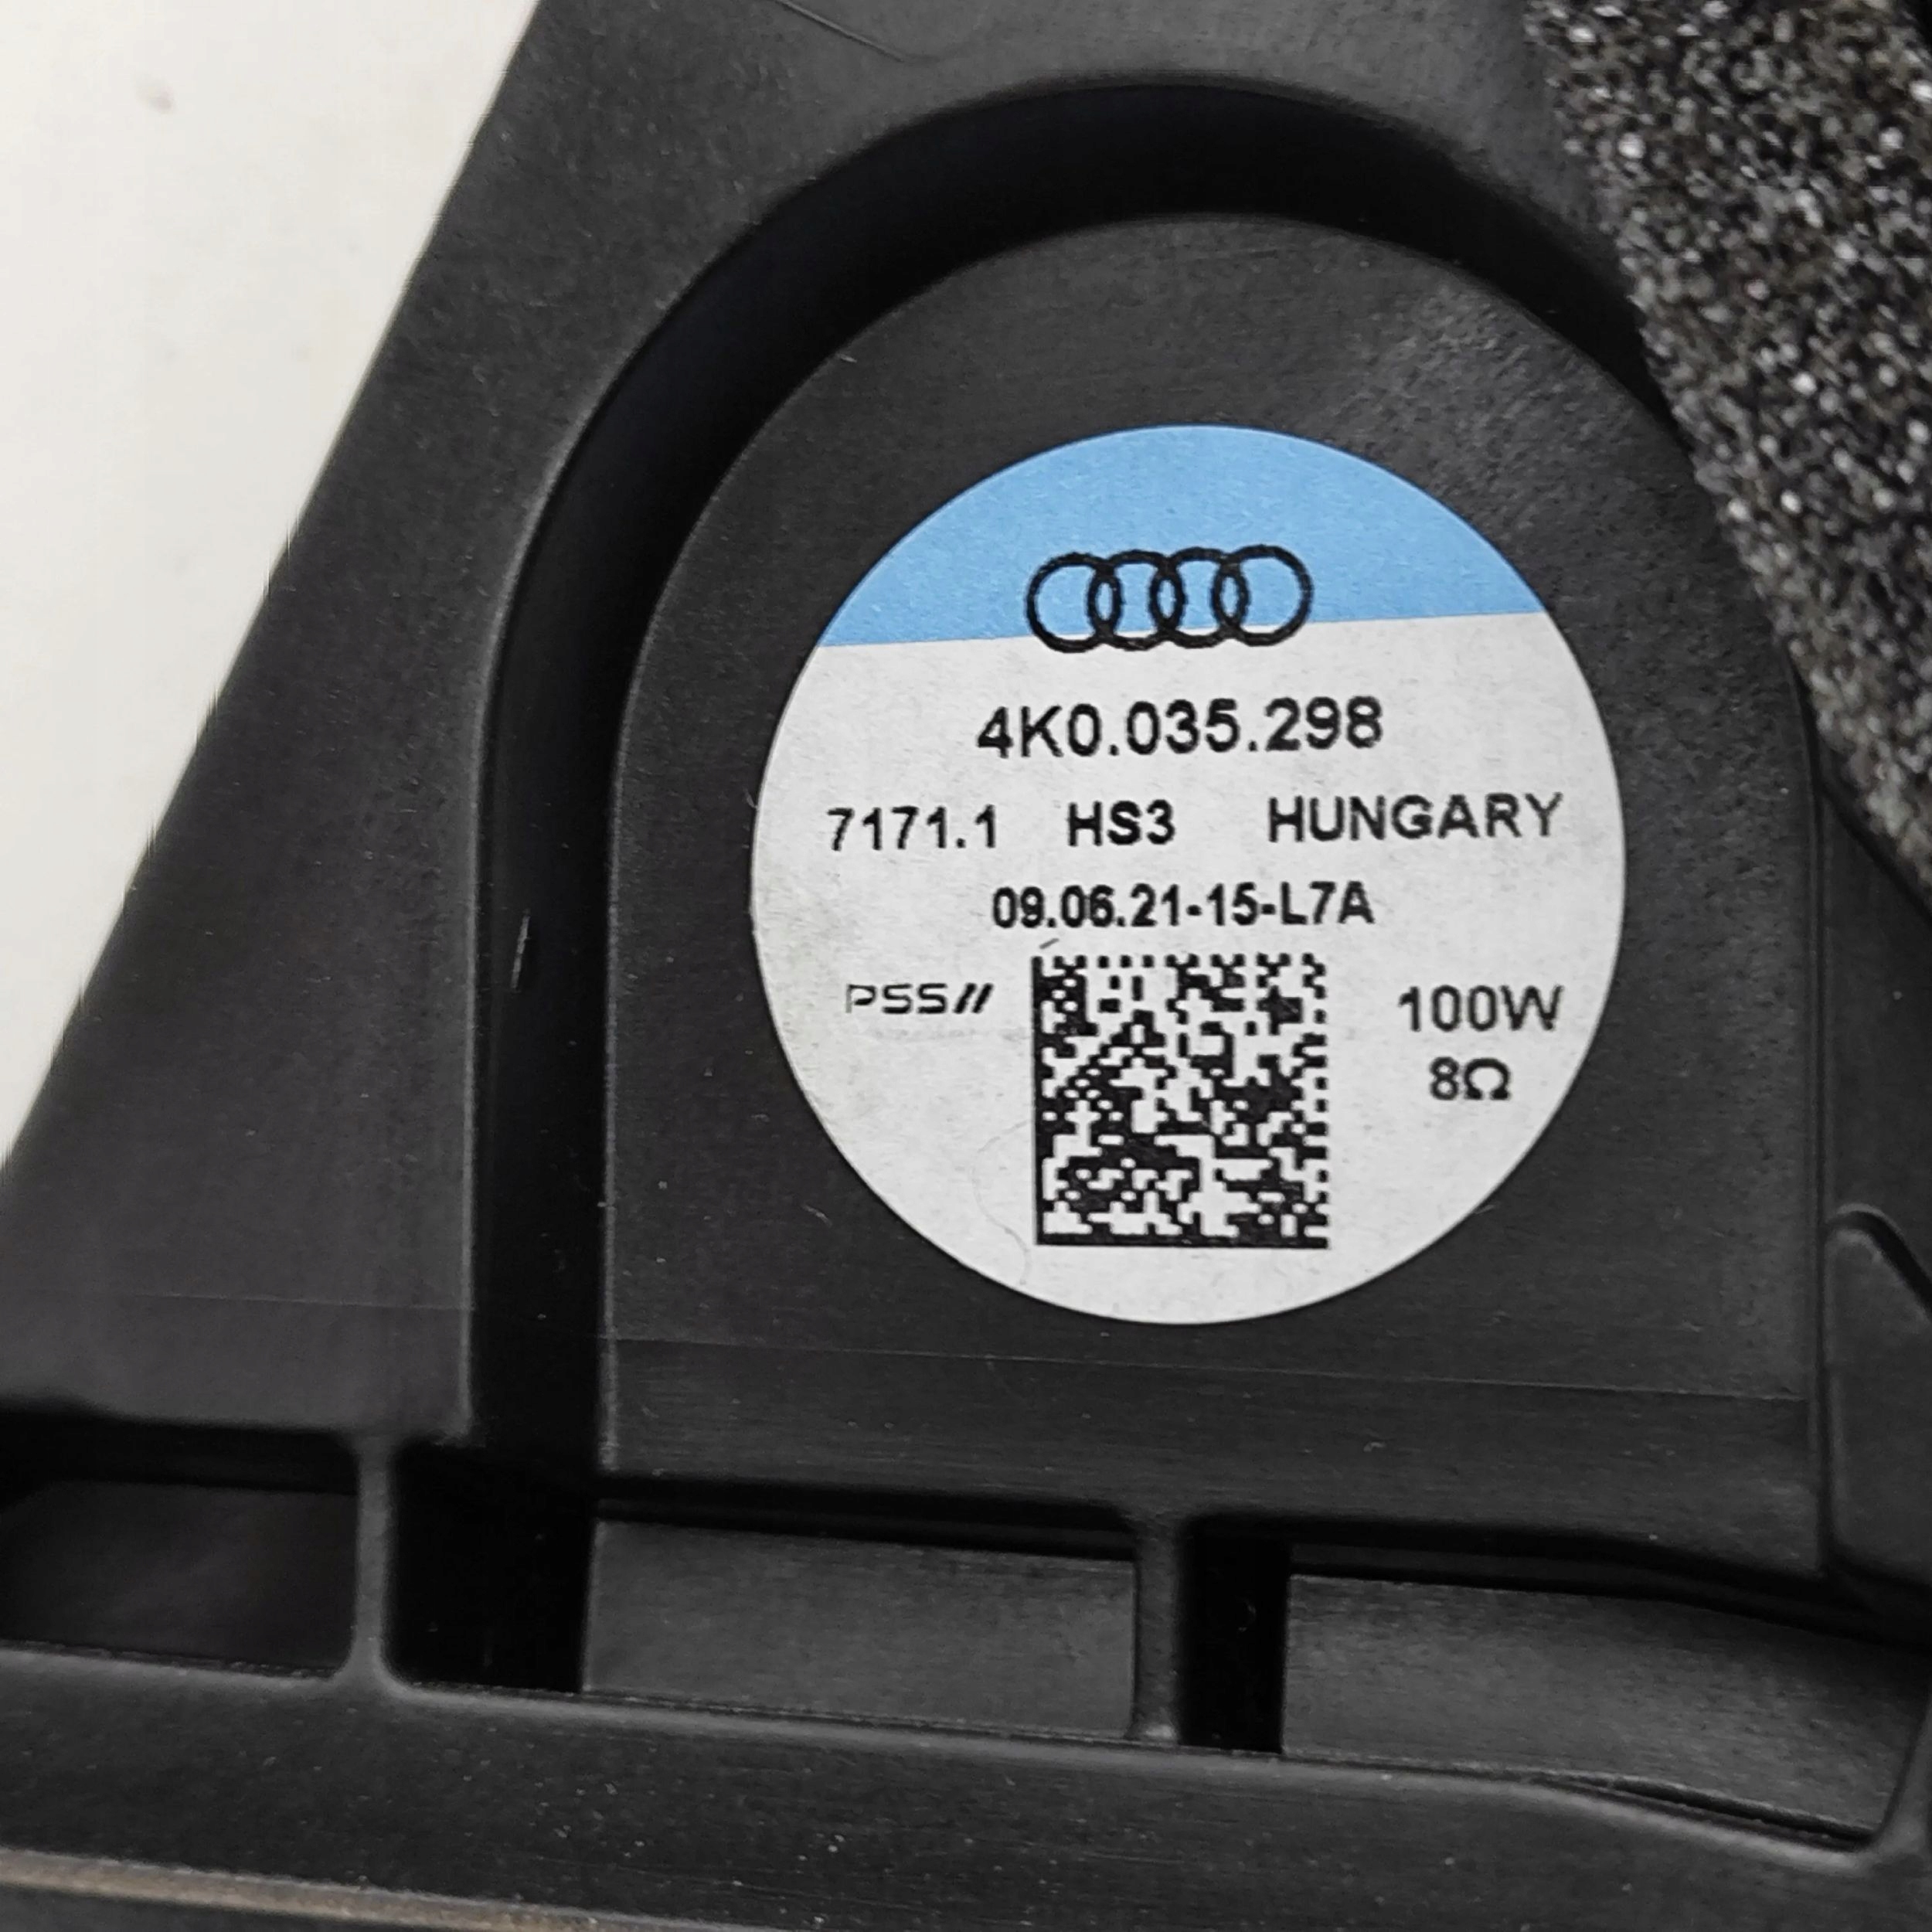 4K0.035.298
7171.1 HS3 HUNGARY
09.06.21-15-L7A
PSS//
100W
8Ω